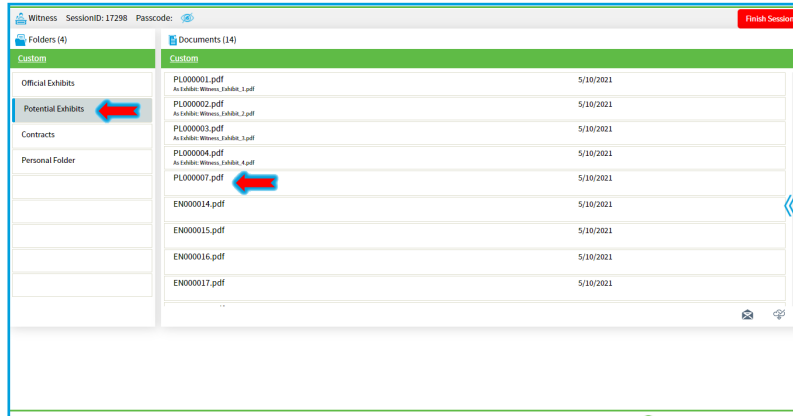 Witness SessionID: 17298 Passcode:
Finish Session
Folders (4)
Documents (14)
Custom
Custom
Official Exhibits
Potential Exhibits
Contracts
Personal Folder
PL000001.pdf 5/10/2021
As Exhibit: Witness_Exhibit_1.pdf
PL000002.pdf 5/10/2021
As Exhibit: Witness_Exhibit_2.pdf
PL000003.pdf 5/10/2021
As Exhibit: Witness_Exhibit_3.pdf
PL000004.pdf 5/10/2021
As Exhibit: Witness_Exhibit_4.pdf
PL000007.pdf 5/10/2021
EN000014.pdf 5/10/2021
EN000015.pdf 5/10/2021
EN000016.pdf 5/10/2021
EN000017.pdf 5/10/2021